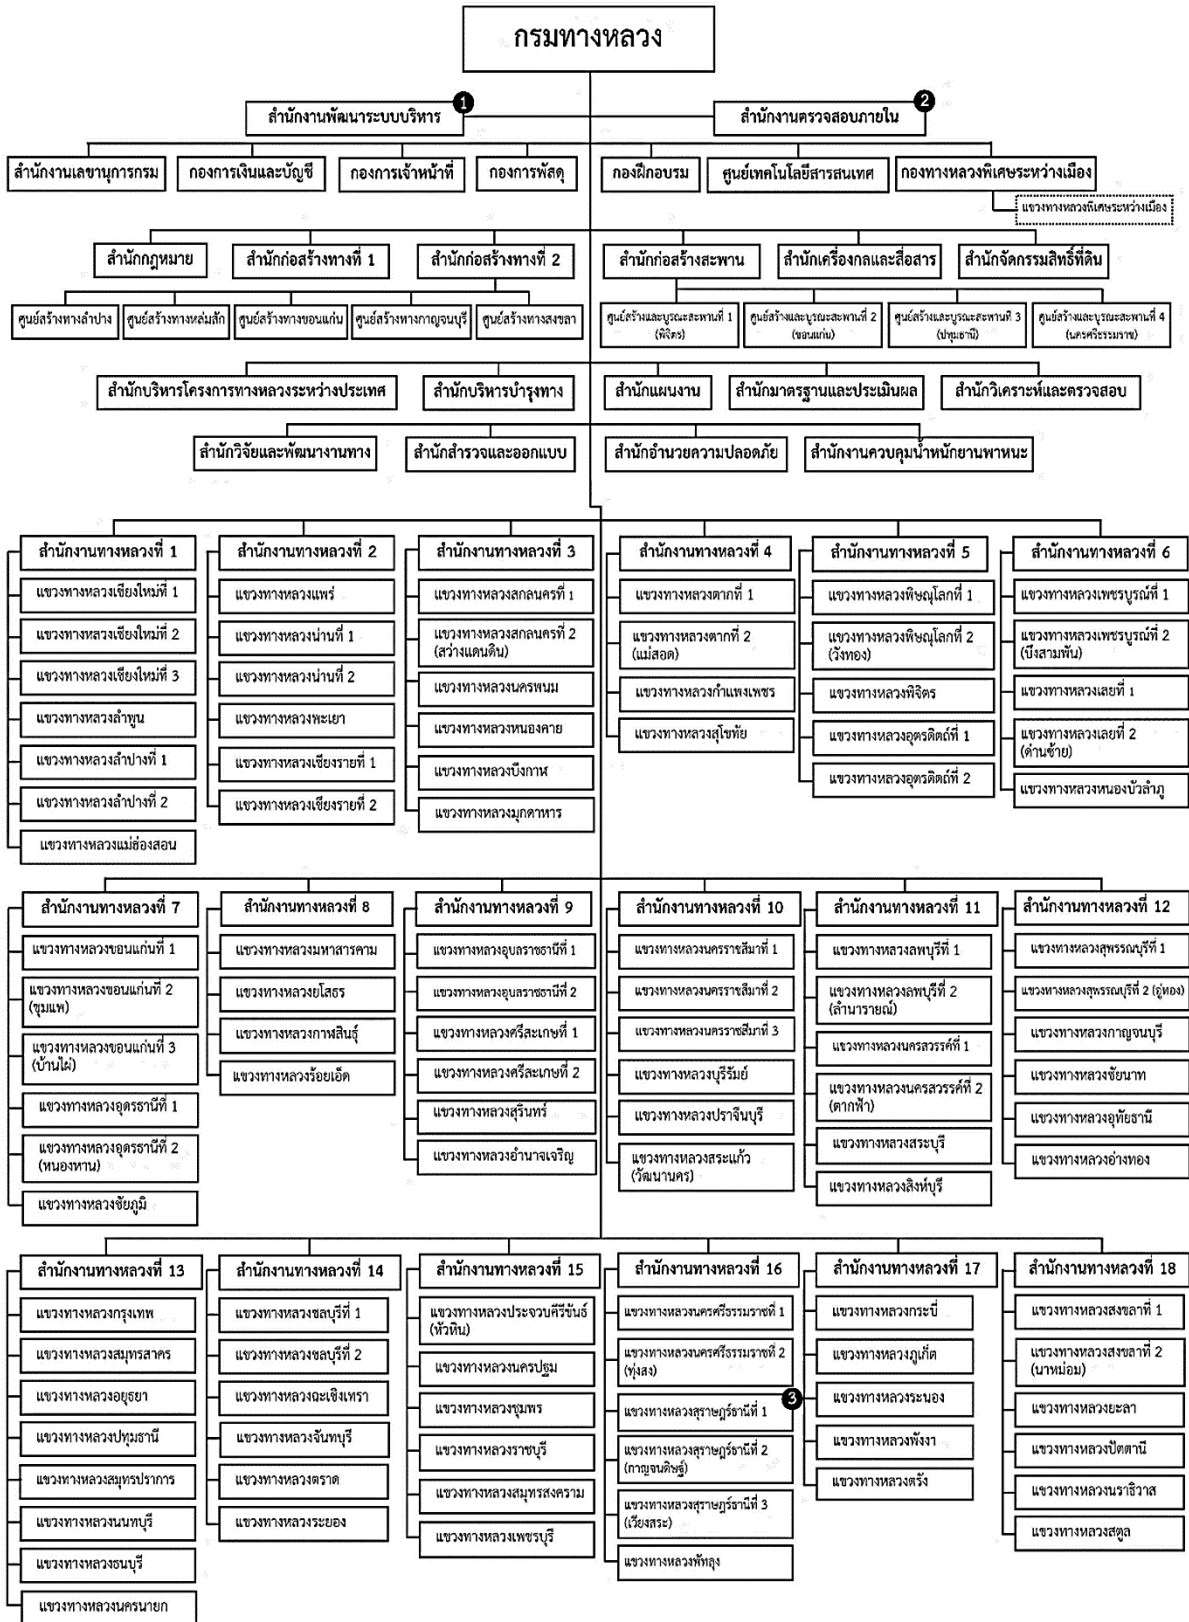 กรมทางหลวง
1
2
สำนักงานพัฒนาระบบบริหาร
สำนักงานตรวจสอบภายใน
สำนักงานเลขานุการกรม
กองการเงินและบัญชี
กองการเจ้าหน้าที่
กองการพัสดุ
กองฝึกอบรม
ศูนย์เทคโนโลยีสารสนเทศ
กองทางหลวงพิเศษระหว่างเมือง
แขวงทางหลวงพิเศษระหว่างเมือง
สำนักกฎหมาย
สำนักก่อสร้างทางที่ 1
สำนักก่อสร้างทางที่ 2
สำนักก่อสร้างสะพาน
สำนักเครื่องกลและสื่อสาร
สำนักจัดกรรมสิทธิ์ที่ดิน
ศูนย์สร้างทางลำปาง
ศูนย์สร้างทางหล่มสัก
ศูนย์สร้างทางขอนแก่น
ศูนย์สร้างทางกาญจนบุรี
ศูนย์สร้างทางสงขลา
ศูนย์สร้างและบูรณะสะพานที่ 1
(พิจิตร)
ศูนย์สร้างและบูรณะสะพานที่ 2
(ขอนแก่น)
ศูนย์สร้างและบูรณะสะพานที่ 3
(ปทุมธานี)
ศูนย์สร้างและบูรณะสะพานที่ 4
(นครศรีธรรมราช)
สำนักบริหารโครงการทางหลวงระหว่างประเทศ
สำนักบริหารบำรุงทาง
สำนักแผนงาน
สำนักมาตรฐานและประเมินผล
สำนักวิเคราะห์และตรวจสอบ
สำนักวิจัยและพัฒนางานทาง
สำนักสำรวจและออกแบบ
สำนักอำนวยความปลอดภัย
สำนักงานควบคุมน้ำหนักยานพาหนะ
สำนักงานทางหลวงที่ 1
แขวงทางหลวงเชียงใหม่ที่ 1
แขวงทางหลวงเชียงใหม่ที่ 2
แขวงทางหลวงเชียงใหม่ที่ 3
แขวงทางหลวงลำพูน
แขวงทางหลวงลำปางที่ 1
แขวงทางหลวงลำปางที่ 2
แขวงทางหลวงแม่ฮ่องสอน
สำนักงานทางหลวงที่ 2
แขวงทางหลวงแพร่
แขวงทางหลวงน่านที่ 1
แขวงทางหลวงน่านที่ 2
แขวงทางหลวงพะเยา
แขวงทางหลวงเชียงรายที่ 1
แขวงทางหลวงเชียงรายที่ 2
สำนักงานทางหลวงที่ 3
แขวงทางหลวงสกลนครที่ 1
แขวงทางหลวงสกลนครที่ 2
(สว่างแดนดิน)
แขวงทางหลวงนครพนม
แขวงทางหลวงหนองคาย
แขวงทางหลวงบึงกาฬ
แขวงทางหลวงมุกดาหาร
สำนักงานทางหลวงที่ 4
แขวงทางหลวงตากที่ 1
แขวงทางหลวงตากที่ 2
(แม่สอด)
แขวงทางหลวงกำแพงเพชร
แขวงทางหลวงสุโขทัย
สำนักงานทางหลวงที่ 5
แขวงทางหลวงพิษณุโลกที่ 1
แขวงทางหลวงพิษณุโลกที่ 2
(วังทอง)
แขวงทางหลวงพิจิตร
แขวงทางหลวงอุตรดิตถ์ที่ 1
แขวงทางหลวงอุตรดิตถ์ที่ 2
สำนักงานทางหลวงที่ 6
แขวงทางหลวงเพชรบูรณ์ที่ 1
แขวงทางหลวงเพชรบูรณ์ที่ 2
(บึงสามพัน)
แขวงทางหลวงเลยที่ 1
แขวงทางหลวงเลยที่ 2
(ด่านซ้าย)
แขวงทางหลวงหนองบัวลำภู
สำนักงานทางหลวงที่ 7
แขวงทางหลวงขอนแก่นที่ 1
แขวงทางหลวงขอนแก่นที่ 2
(ชุมแพ)
แขวงทางหลวงขอนแก่นที่ 3
(บ้านไผ่)
แขวงทางหลวงอุดรธานีที่ 1
แขวงทางหลวงอุดรธานีที่ 2
(หนองหาน)
แขวงทางหลวงชัยภูมิ
สำนักงานทางหลวงที่ 8
แขวงทางหลวงมหาสารคาม
แขวงทางหลวงยโสธร
แขวงทางหลวงกาฬสินธุ์
แขวงทางหลวงร้อยเอ็ด
สำนักงานทางหลวงที่ 9
แขวงทางหลวงอุบลราชธานีที่ 1
แขวงทางหลวงอุบลราชธานีที่ 2
แขวงทางหลวงศรีสะเกษที่ 1
แขวงทางหลวงศรีสะเกษที่ 2
แขวงทางหลวงสุรินทร์
แขวงทางหลวงอำนาจเจริญ
สำนักงานทางหลวงที่ 10
แขวงทางหลวงนครราชสีมาที่ 1
แขวงทางหลวงนครราชสีมาที่ 2
แขวงทางหลวงนครราชสีมาที่ 3
แขวงทางหลวงบุรีรัมย์
แขวงทางหลวงปราจีนบุรี
แขวงทางหลวงสระแก้ว
(วัฒนานคร)
สำนักงานทางหลวงที่ 11
แขวงทางหลวงลพบุรีที่ 1
แขวงทางหลวงลพบุรีที่ 2
(ลำนารายณ์)
แขวงทางหลวงนครสวรรค์ที่ 1
แขวงทางหลวงนครสวรรค์ที่ 2
(ตากฟ้า)
แขวงทางหลวงสระบุรี
แขวงทางหลวงสิงห์บุรี
สำนักงานทางหลวงที่ 12
แขวงทางหลวงสุพรรณบุรีที่ 1
แขวงทางหลวงสุพรรณบุรีที่ 2 (อู่ทอง)
แขวงทางหลวงกาญจนบุรี
แขวงทางหลวงชัยนาท
แขวงทางหลวงอุทัยธานี
แขวงทางหลวงอ่างทอง
สำนักงานทางหลวงที่ 13
แขวงทางหลวงกรุงเทพ
แขวงทางหลวงสมุทรสาคร
แขวงทางหลวงอยุธยา
แขวงทางหลวงปทุมธานี
แขวงทางหลวงสมุทรปราการ
แขวงทางหลวงนนทบุรี
แขวงทางหลวงธนบุรี
แขวงทางหลวงนครนายก
สำนักงานทางหลวงที่ 14
แขวงทางหลวงชลบุรีที่ 1
แขวงทางหลวงชลบุรีที่ 2
แขวงทางหลวงฉะเชิงเทรา
แขวงทางหลวงจันทบุรี
แขวงทางหลวงตราด
แขวงทางหลวงระยอง
สำนักงานทางหลวงที่ 15
แขวงทางหลวงประจวบคีรีขันธ์
(หัวหิน)
แขวงทางหลวงนครปฐม
แขวงทางหลวงชุมพร
แขวงทางหลวงราชบุรี
แขวงทางหลวงสมุทรสงคราม
แขวงทางหลวงเพชรบุรี
สำนักงานทางหลวงที่ 16
แขวงทางหลวงนครศรีธรรมราชที่ 1
แขวงทางหลวงนครศรีธรรมราชที่ 2
(ทุ่งสง)
แขวงทางหลวงสุราษฎร์ธานีที่ 1
แขวงทางหลวงสุราษฎร์ธานีที่ 2
(กาญจนดิษฐ์)
แขวงทางหลวงสุราษฎร์ธานีที่ 3
(เวียงสระ)
แขวงทางหลวงพัทลุง
3
สำนักงานทางหลวงที่ 17
แขวงทางหลวงกระบี่
แขวงทางหลวงภูเก็ต
แขวงทางหลวงระนอง
แขวงทางหลวงพังงา
แขวงทางหลวงตรัง
สำนักงานทางหลวงที่ 18
แขวงทางหลวงสงขลาที่ 1
แขวงทางหลวงสงขลาที่ 2
(นาหม่อม)
แขวงทางหลวงยะลา
แขวงทางหลวงปัตตานี
แขวงทางหลวงนราธิวาส
แขวงทางหลวงสตูล